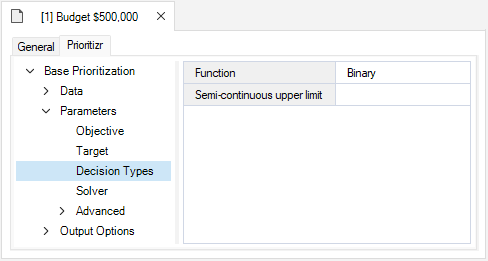 [1] Budget $500,000
General
Prioritizr
Base Prioritization
Data
Parameters
Objective
Target
Decision Types
Solver
Advanced
Output Options
Function
Binary
Semi-continuous upper limit